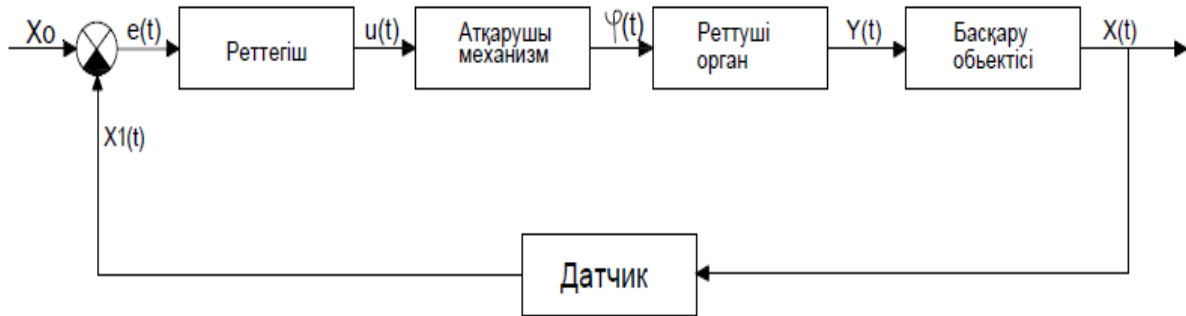 Xo
e(t)
Реттегіш
u(t)
Атқарушы
механизм
φ(t)
Реттуші
орган
Y(t)
Басқару
обьектісі
X(t)
X1(t)
Датчик